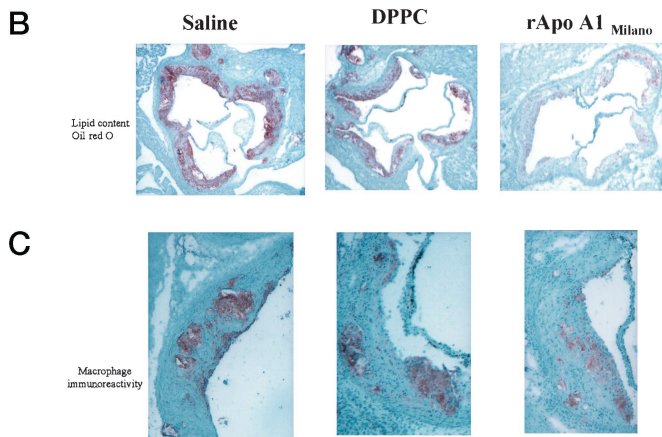 B
Saline
DPPC
rApo A1 Milano
Lipid content
Oil red O
C
Macrophage
immunoreactivity